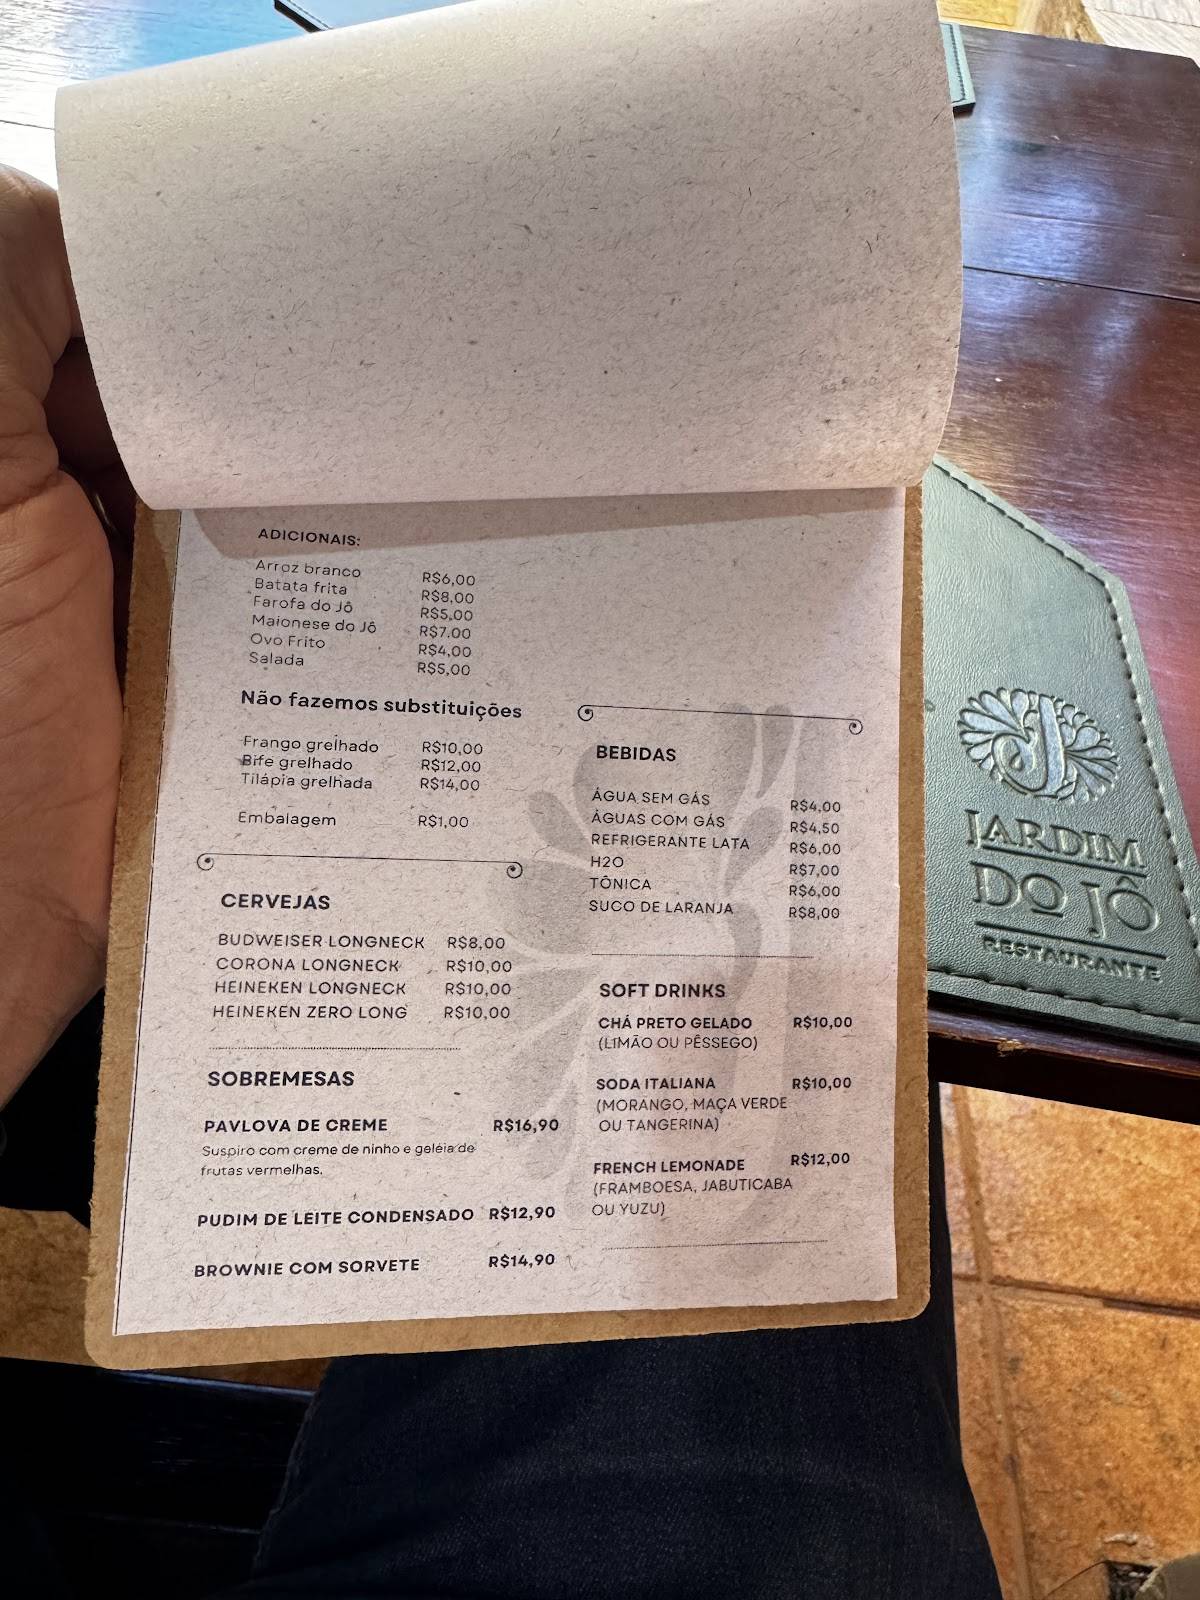 ADICIONAIS:
Arroz branco R$6,00
Batata frita R$8,00
Farofa do Jô R$5,00
Maionese do Jô R$7.00
Ovo Frito R$4,00
Salada R$5,00
Não fazemos substituições
Frango grelhado R$10,00
Bife grelhado R$12,00
Tilápia grelhada R$14,00
Embalagem R$1,00
CERVEJAS
BUDWEISER LONGNECK R$8,00
CORONA LONGNECK R$10,00
HEINEKEN LONGNECK R$10,00
HEINEKEN ZERO LONG R$10,00
SOBREMESAS
PAVLOVA DE CREME R$16,90
Suspiro com creme de ninho e geléia de
frutas vermelhas.
PUDIM DE LEITE CONDENSADO R$12,90
BROWNIE COM SORVETE R$14,90
BEBIDAS
ÁGUA SEM GÁS R$4,00
ÁGUAS COM GÁS R$4,50
REFRIGERANTE LATA R$6,00
H2O R$7,00
TÔNICA R$6,00
SUCO DE LARANJA R$8,00
SOFT DRINKS
CHÁ PRETO GELADO R$10,00
(LIMÃO OU PÊSSEGO)
SODA ITALIANA R$10,00
(MORANGO, MAÇA VERDE
OU TANGERINA)
FRENCH LEMONADE R$12,00
(FRAMBOESA, JABUTICABA
OU YUZU)
JARDIM
DO JÔ
RESTAURANTE